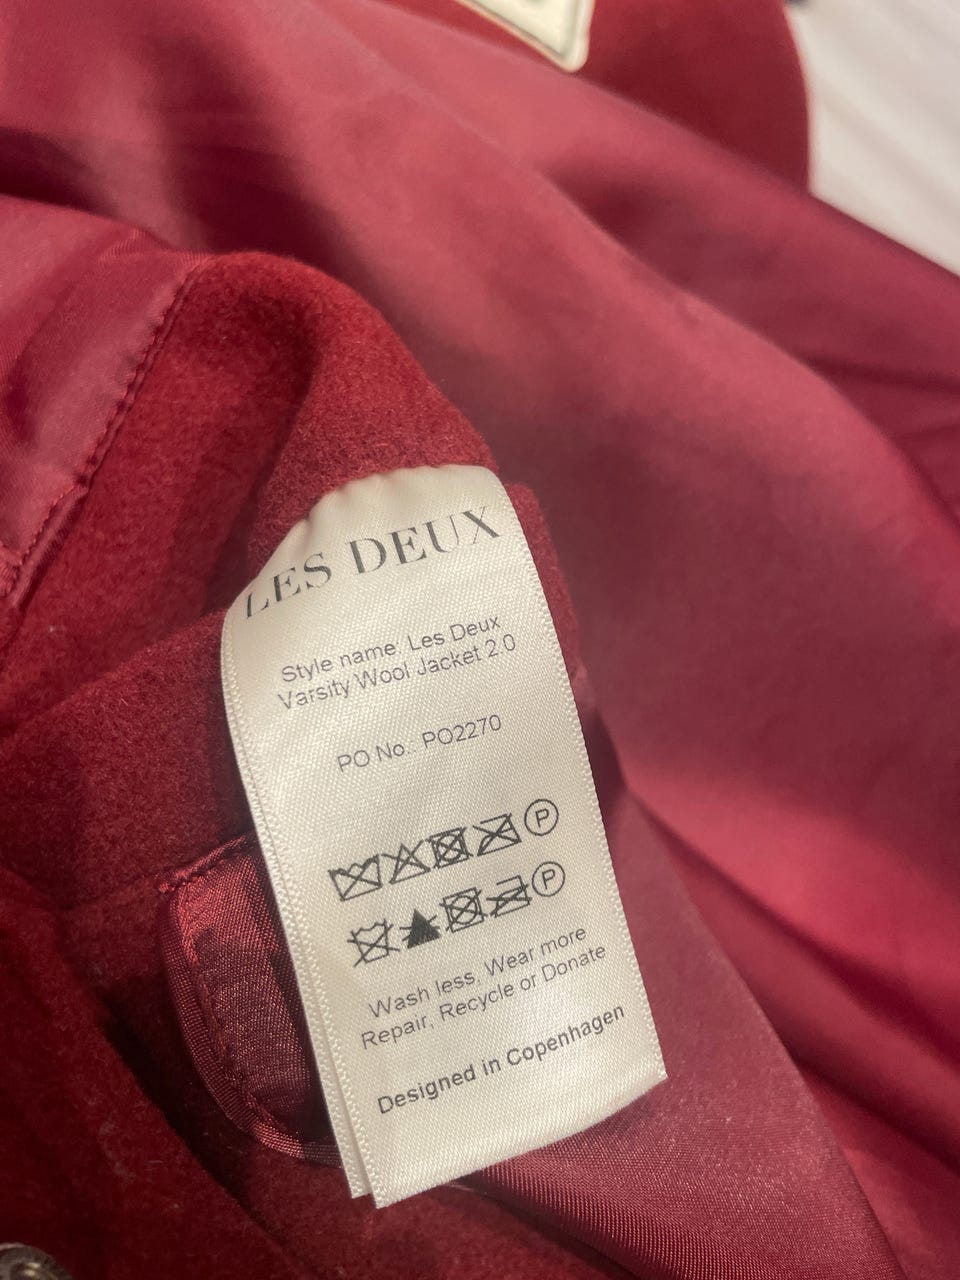 LES DEUX
Style name: Les Deux
Varsity Wool Jacket 2.0
PO No.: PO2270
P
P
Wash less, Wear more
Repair, Recycle or Donate
Designed in Copenhagen